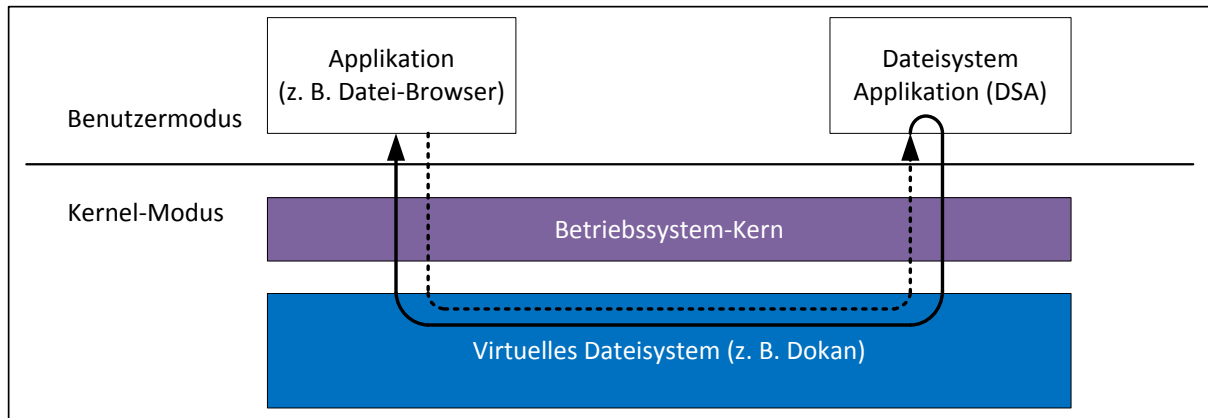 Applikation
(z. B. Datei-Browser)
Dateisystem
Applikation (DSA)
Benutzermodus
Kernel-Modus
Betriebssystem-Kern
Virtuelles Dateisystem (z. B. Dokan)